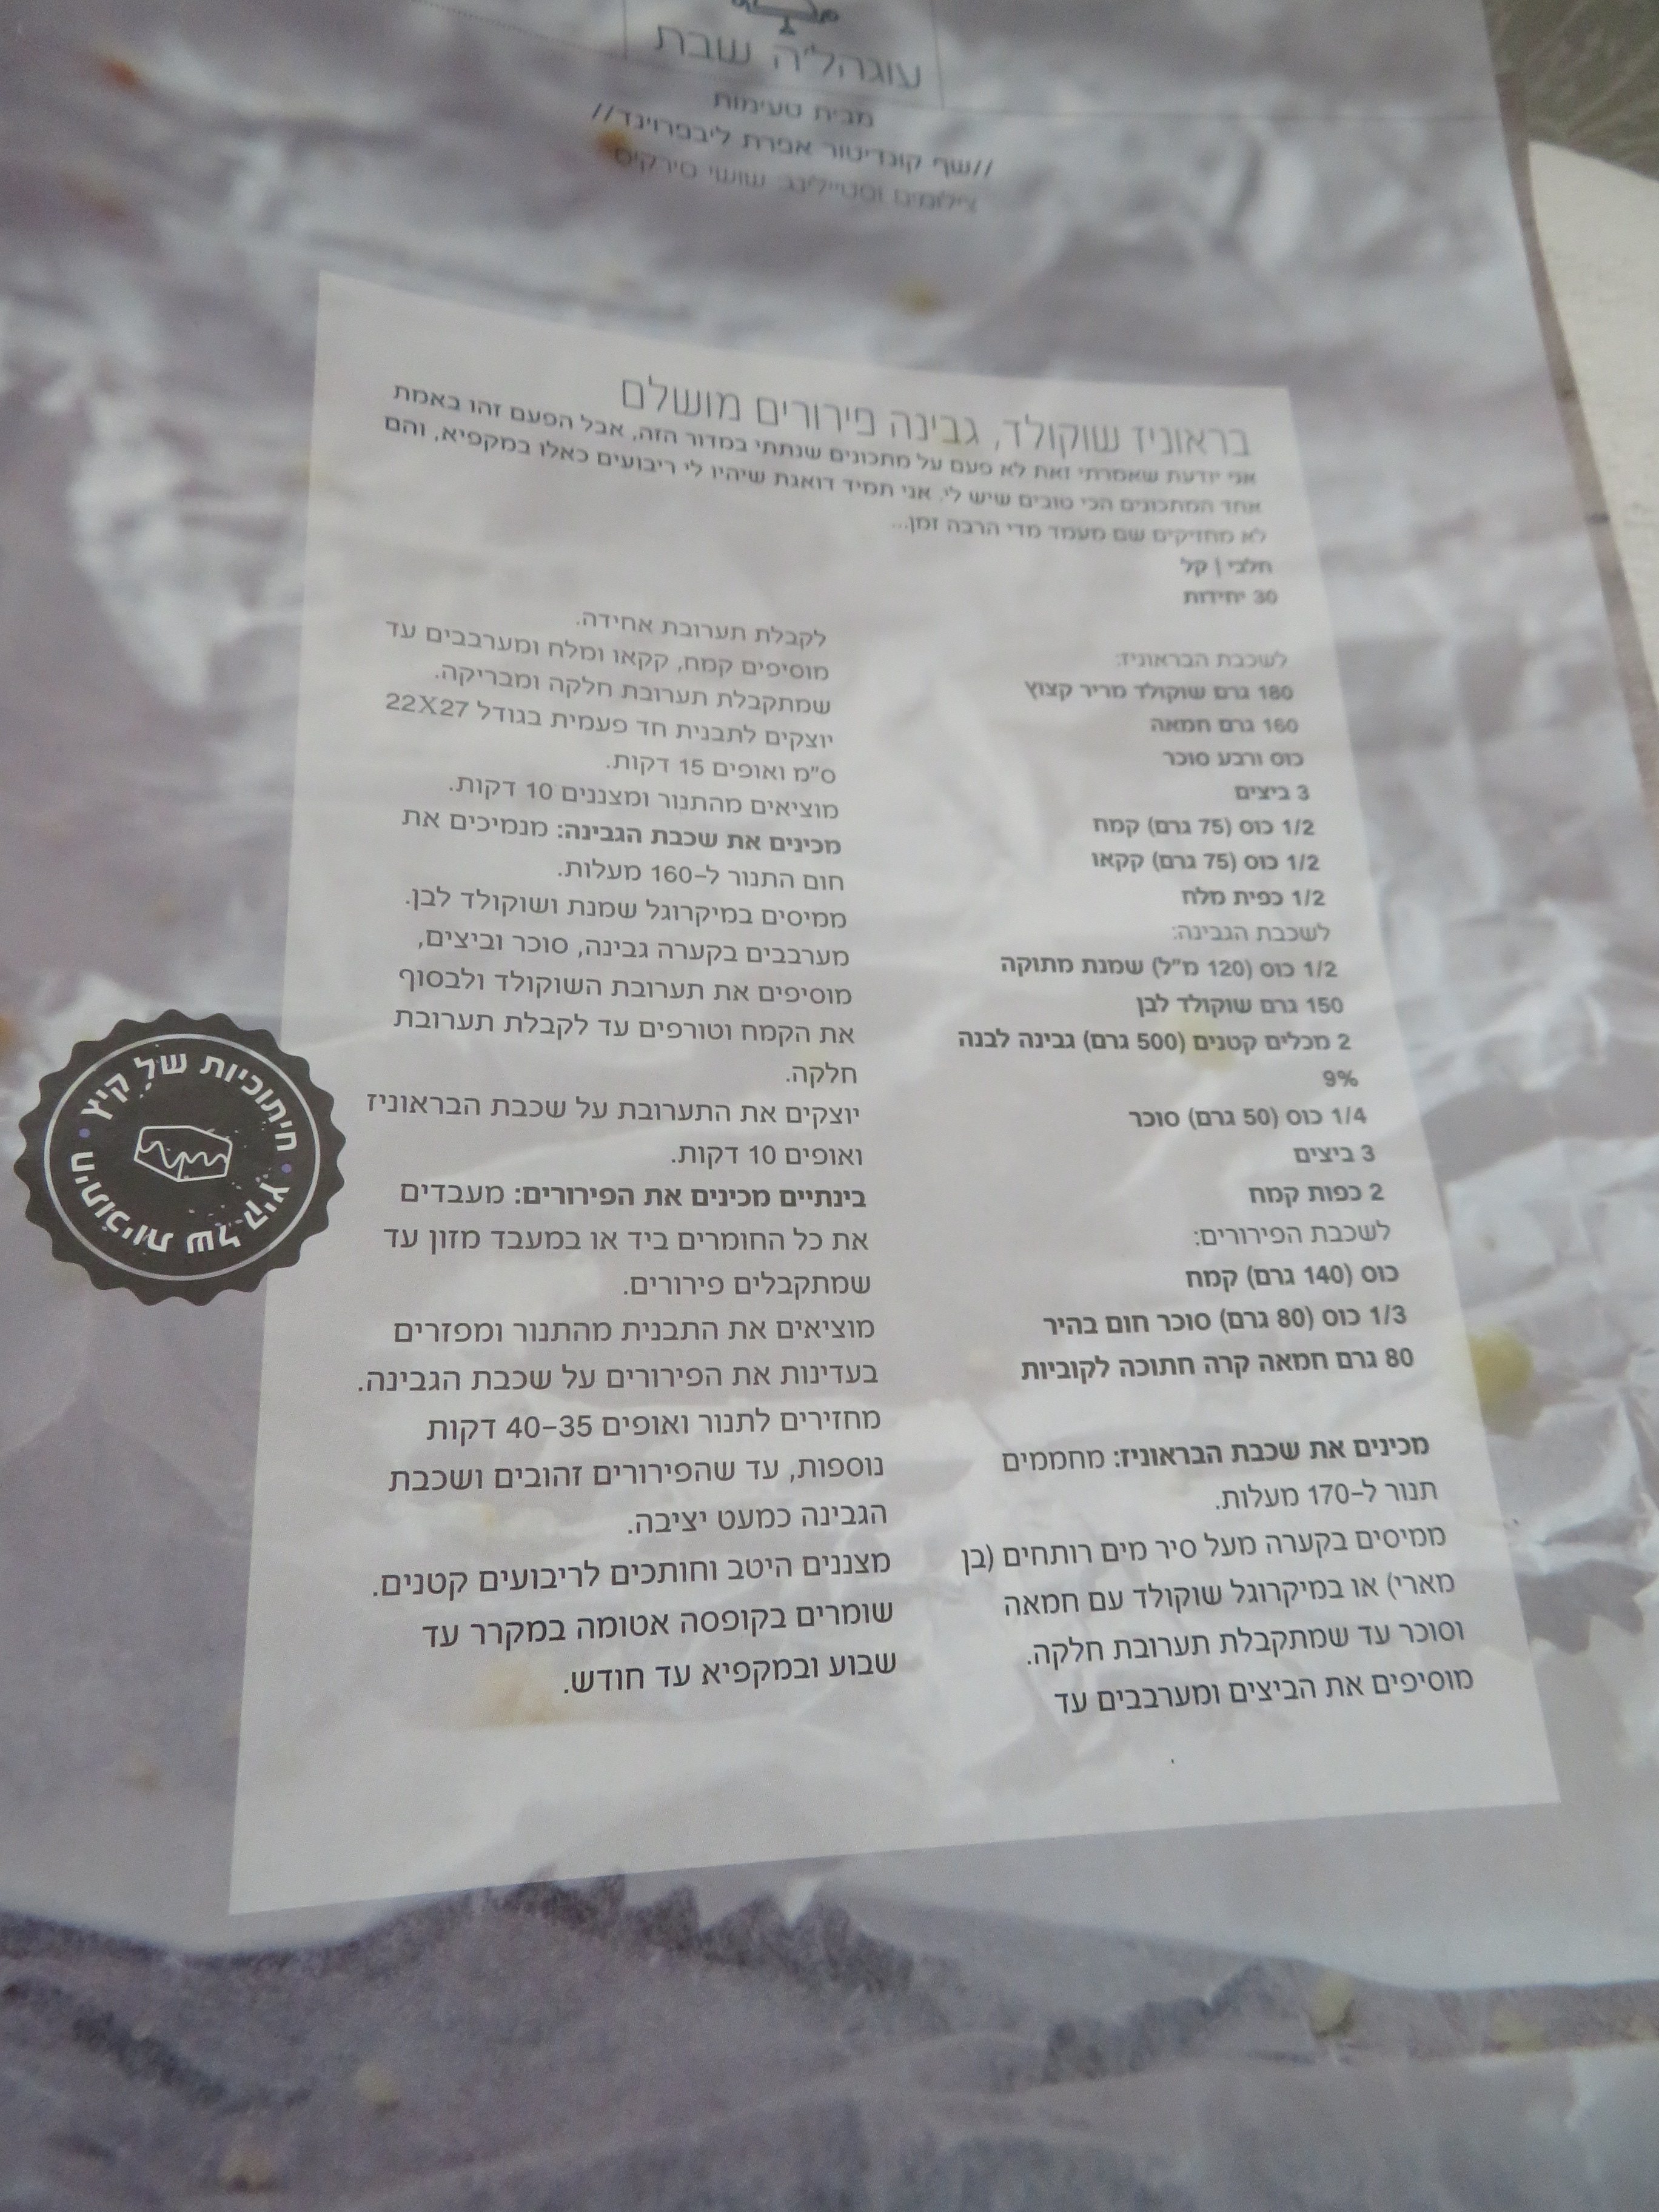 עוגהל'ה שבת
מבית טעימות
//שף קונדיטור אפרת ליבפרוינד//
צילומים וסטיילינג: שושי סירקיס
בראוניז שוקולד, גבינה פירורים מושלם
אני יודעת שאמרתי זאת לא פעם על מתכונים שנתתי במדור הזה, אבל הפעם זהו באמת
אחד המתכונים הכי טובים שיש לי. אני תמיד דואגת שיהיו לי ריבועים כאלו במקפיא, והם
לא מחזיקים שם מעמד מדי הרבה זמן...
חלבי | קל
30 יחידות
לשכבת הבראוניז:
180 גרם שוקולד מריר קצוץ
160 גרם חמאה
כוס ורבע סוכר
3 ביצים
1/2 כוס (75 גרם) קמח
1/2 כוס (75 גרם) קקאו
1/2 כפית מלח
לשכבת הגבינה:
1/2 כוס (120 מ"ל) שמנת מתוקה
150 גרם שוקולד לבן
2 מכלים קטנים (500 גרם) גבינה לבנה
9%
1/4 כוס (50 גרם) סוכר
3 ביצים
2 כפות קמח
לשכבת הפירורים:
כוס (140 גרם) קמח
1/3 כוס (80 גרם) סוכר חום בהיר
80 גרם חמאה קרה חתוכה לקוביות
מכינים את שכבת הבראוניז: מחממים
תנור ל-170 מעלות.
ממיסים בקערה מעל סיר מים רותחים (בן
מארי) או במיקרוגל שוקולד עם חמאה
וסוכר עד שמתקבלת תערובת חלקה.
מוסיפים את הביצים ומערבבים עד
לקבלת תערובת אחידה.
מוסיפים קמח, קקאו ומלח ומערבבים עד
שמתקבלת תערובת חלקה ומבריקה.
יוצקים לתבנית חד פעמית בגודל 22X27
ס"מ ואופים 15 דקות.
מוציאים מהתנור ומצננים 10 דקות.
מכינים את שכבת הגבינה: מנמיכים את
חום התנור ל-160 מעלות.
ממיסים במיקרוגל שמנת ושוקולד לבן.
מערבבים בקערה גבינה, סוכר וביצים,
מוסיפים את תערובת השוקולד ולבסוף
את הקמח וטורפים עד לקבלת תערובת
חלקה.
יוצקים את התערובת על שכבת הבראוניז
ואופים 10 דקות.
בינתיים מכינים את הפירורים: מעבדים
את כל החומרים ביד או במעבד מזון עד
שמתקבלים פירורים.
מוציאים את התבנית מהתנור ומפזרים
בעדינות את הפירורים על שכבת הגבינה.
מחזירים לתנור ואופים 40-35 דקות
נוספות, עד שהפירורים זהובים ושכבת
הגבינה כמעט יציבה.
מצננים היטב וחותכים לריבועים קטנים.
שומרים בקופסה אטומה במקרר עד
שבוע ובמקפיא עד חודש.
חיתוכיות של קיץ • חיתוכיות של קיץ •